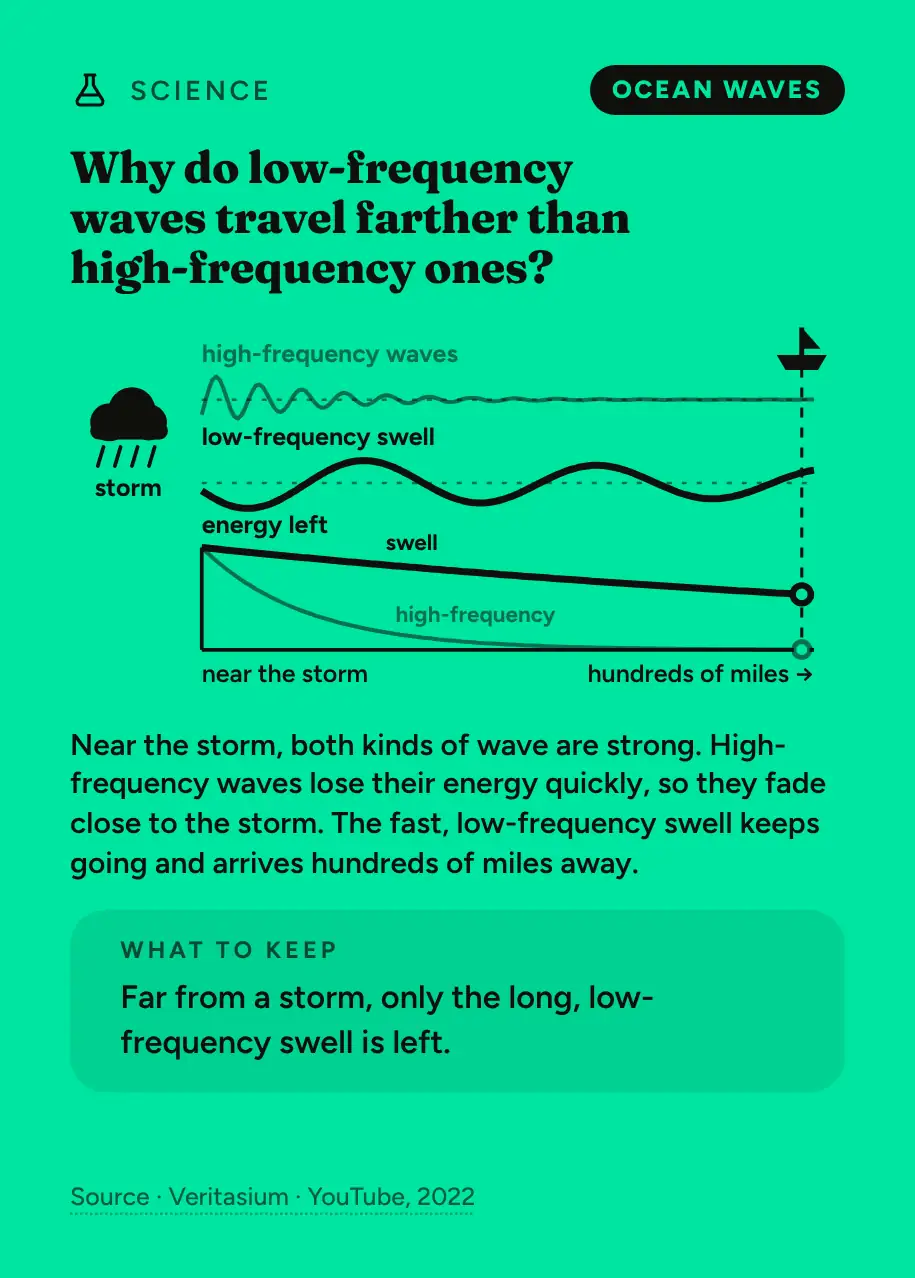 SCIENCE
OCEAN WAVES
Why do low-frequency
waves travel farther than
high-frequency ones?
high-frequency waves
low-frequency swell
storm
energy left
swell
high-frequency
near the storm
hundreds of miles →
Near the storm, both kinds of wave are strong. High-
frequency waves lose their energy quickly, so they fade
close to the storm. The fast, low-frequency swell keeps
going and arrives hundreds of miles away.
WHAT TO KEEP
Far from a storm, only the long, low-
frequency swell is left.
Source · Veritasium · YouTube, 2022